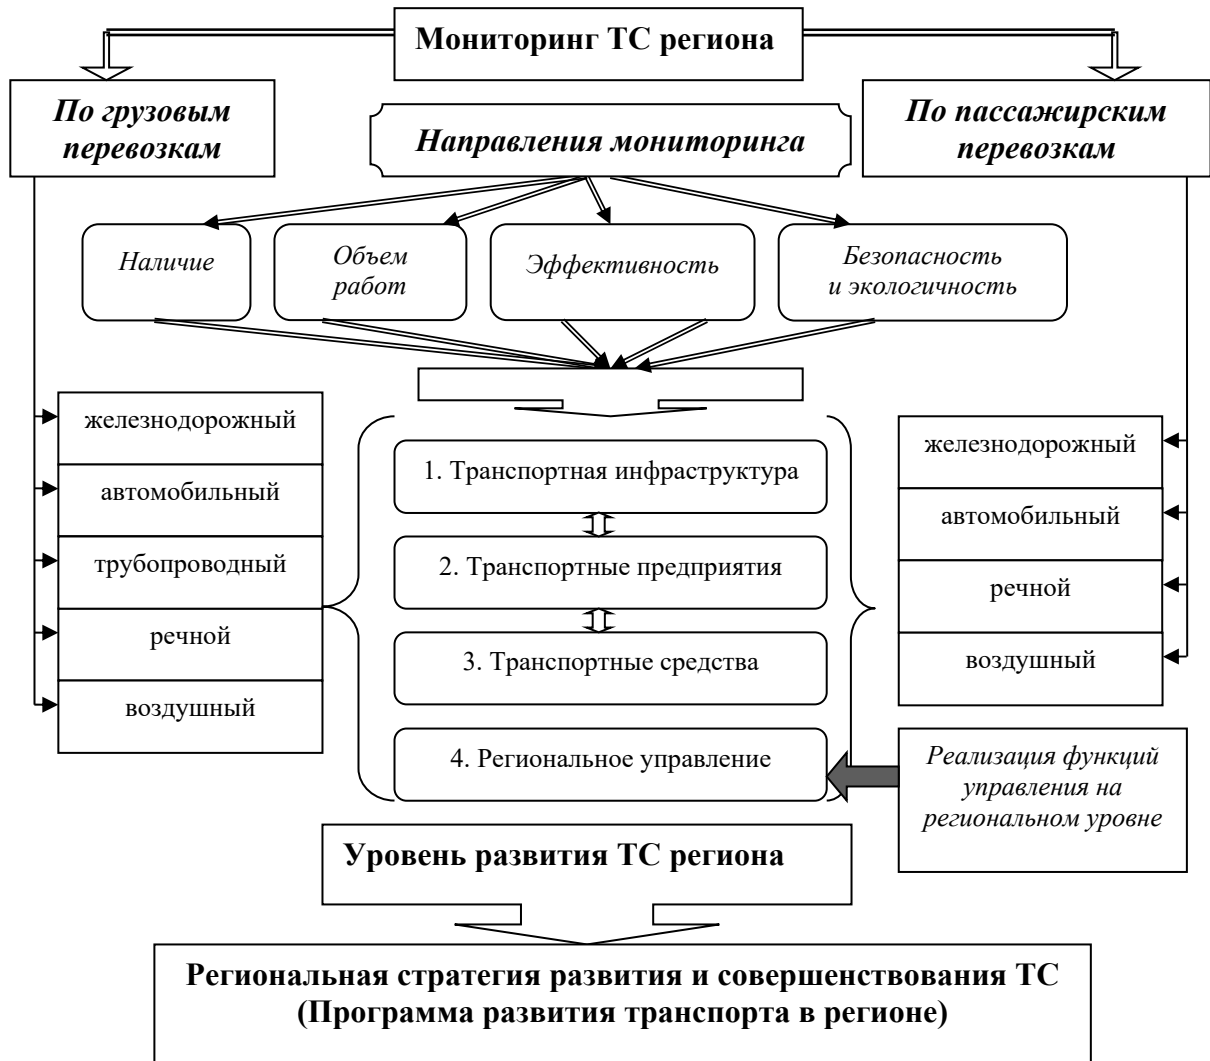 Мониторинг ТС региона
По грузовым
перевозкам
Направления мониторинга
По пассажирским
перевозкам
Наличие
Объем
работ
Эффективность
Безопасность
и экологичность
железнодорожный
автомобильный
трубопроводный
речной
воздушный
1. Транспортная инфраструктура
2. Транспортные предприятия
3. Транспортные средства
4. Региональное управление
железнодорожный
автомобильный
речной
воздушный
Реализация функций
управления на
региональном уровне
Уровень развития ТС региона
Региональная стратегия развития и совершенствования ТС
(Программа развития транспорта в регионе)